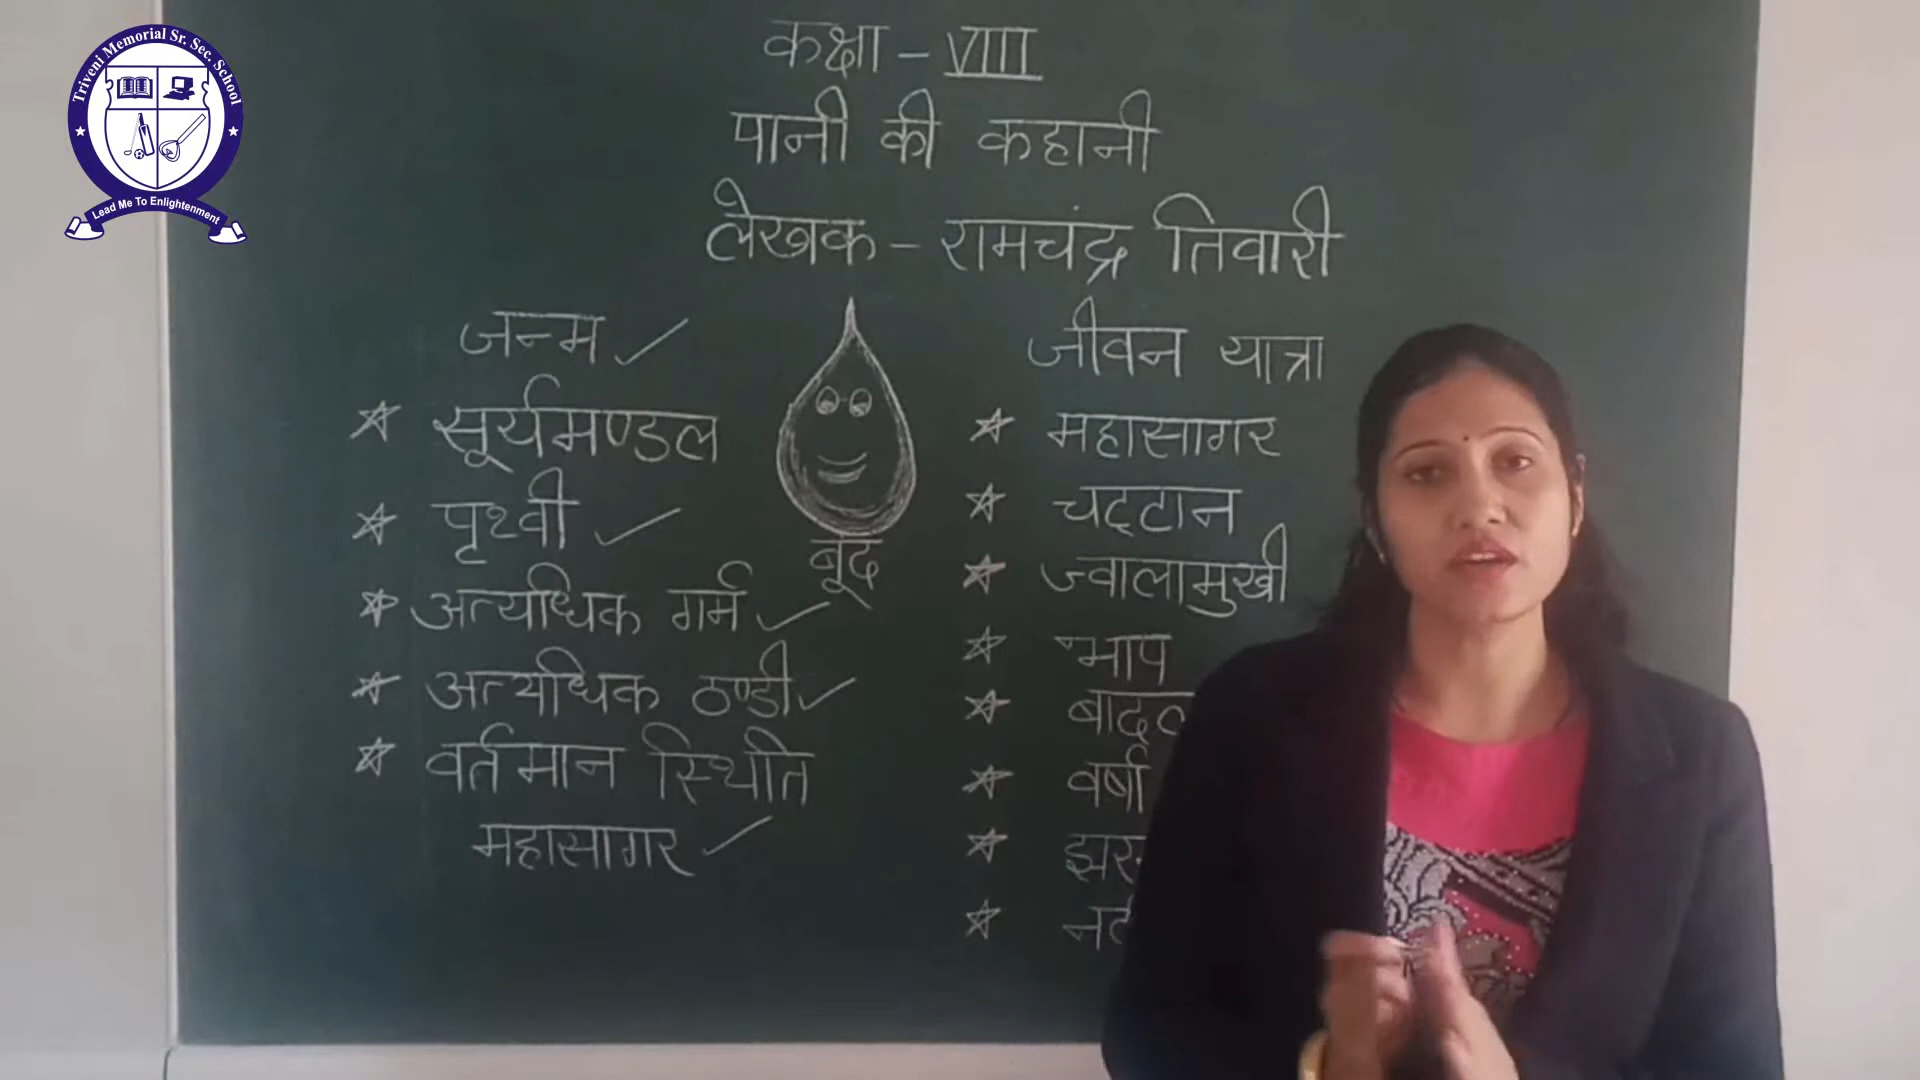 Triveni Memorial Sr. Sec. School
Lead Me To Enlightenment
कक्षा - VIII
पानी की कहानी
लेखक - रामचंद्र तिवारी
जन्म
सूर्यमण्डल
पृथ्वी
अत्यधिक गर्म
अत्यधिक ठण्डी
वर्तमान स्थिति
महासागर
बूंद
जीवन यात्रा
महासागर
चट्टान
ज्वालामुखी
भाप
वर्षा